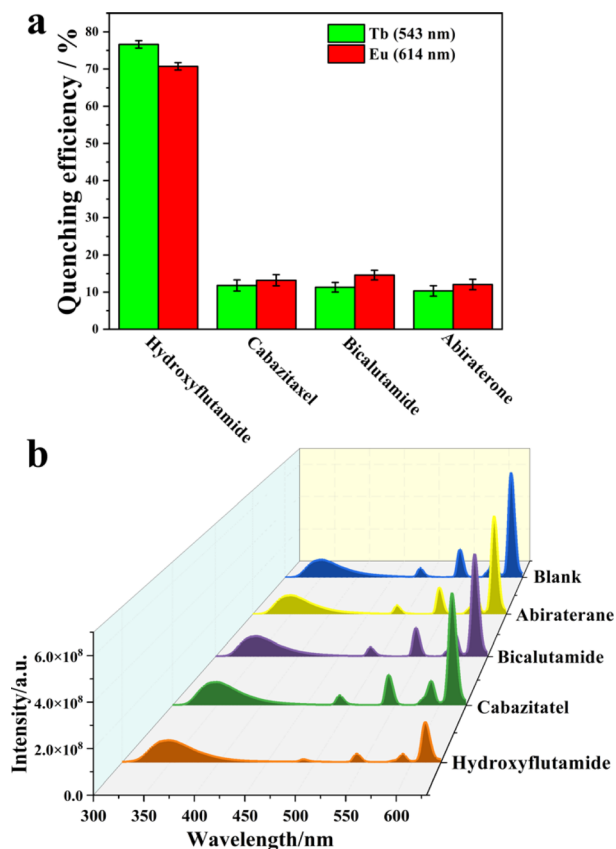 a
Quenching efficiency / %
80
70
60
50
40
30
20
10
0
Tb (543 nm)
Eu (614 nm)
Hydroxyflutamide
Cabazitaxel
Bicalutamide
Abiraterone
b
Blank
Abiraterane
Bicalutamide
Cabazitatel
Hydroxyflutamide
Intensity/a.u.
6.0×10⁸
4.0×10⁸
2.0×10⁸
0.0
300 350 400 450 500 550 600
Wavelength/nm